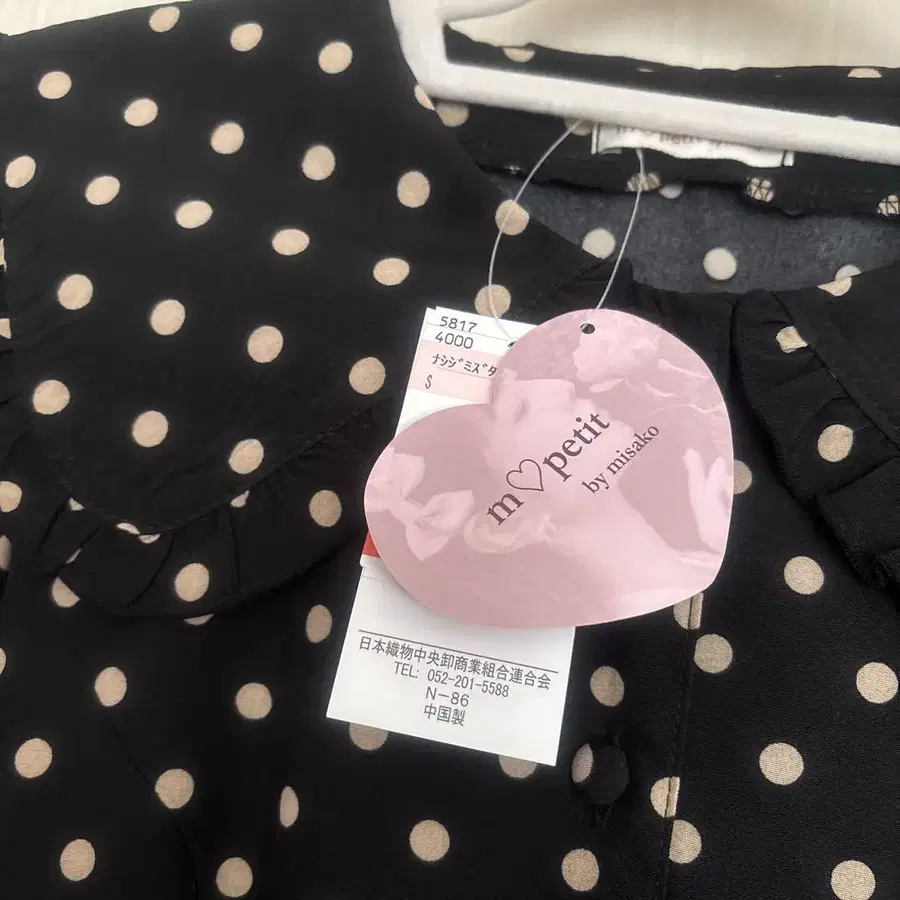 5817
4000
ナシジミズタ
S
m♡petit
by misako
日本織物中央卸商業組合連合会
TEL: 052-201-5588
N-86
中国製